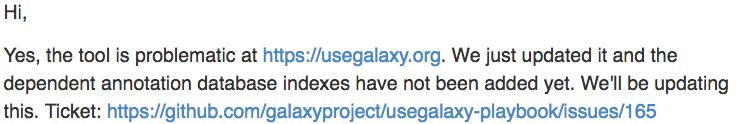 Hi,
Yes, the tool is problematic at https://usegalaxy.org. We just updated it and the
dependent annotation database indexes have not been added yet. We'll be updating
this. Ticket: https://github.com/galaxyproject/usegalaxy-playbook/issues/165